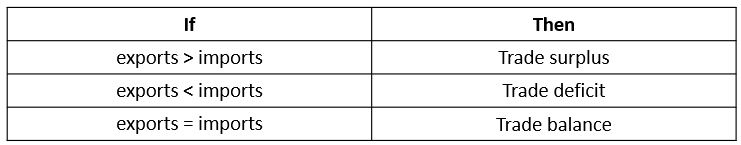 If Then
exports > imports Trade surplus
exports < imports Trade deficit
exports = imports Trade balance